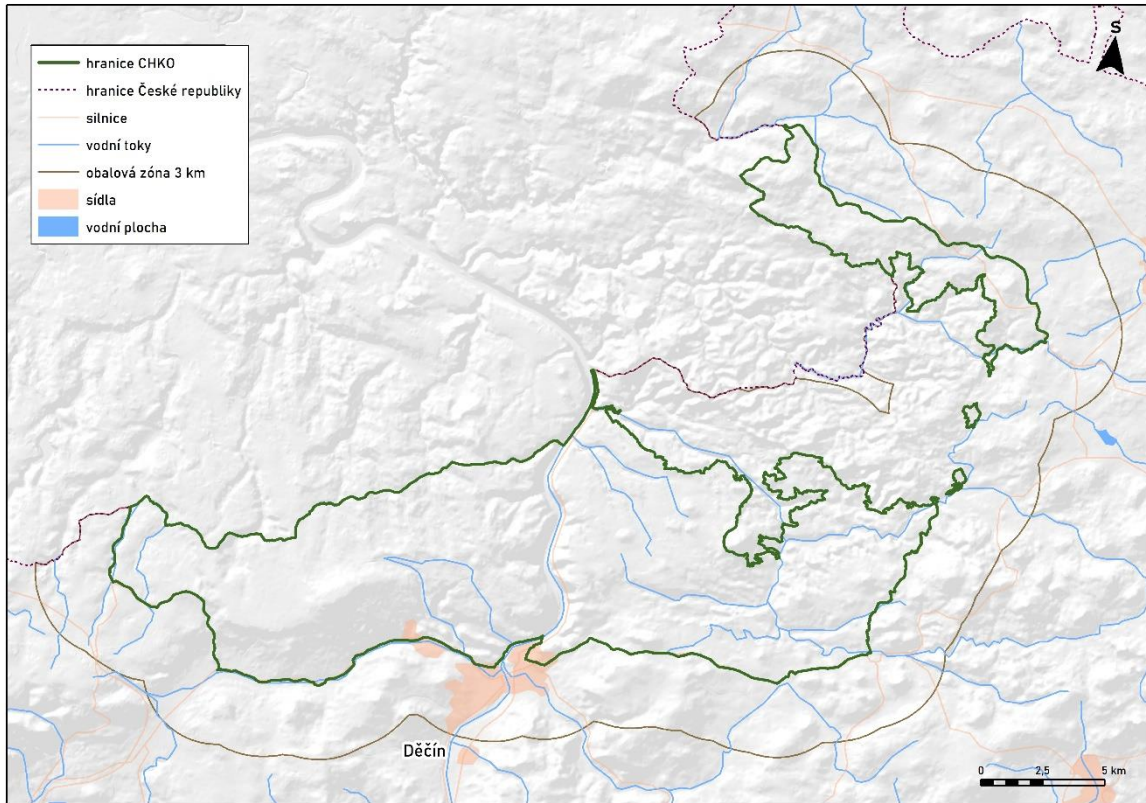 hranice CHKO
hranice České republiky
silnice
vodní toky
obalová zóna 3 km
sídla
vodní plocha
S
Děčín
0 2,5 5 km